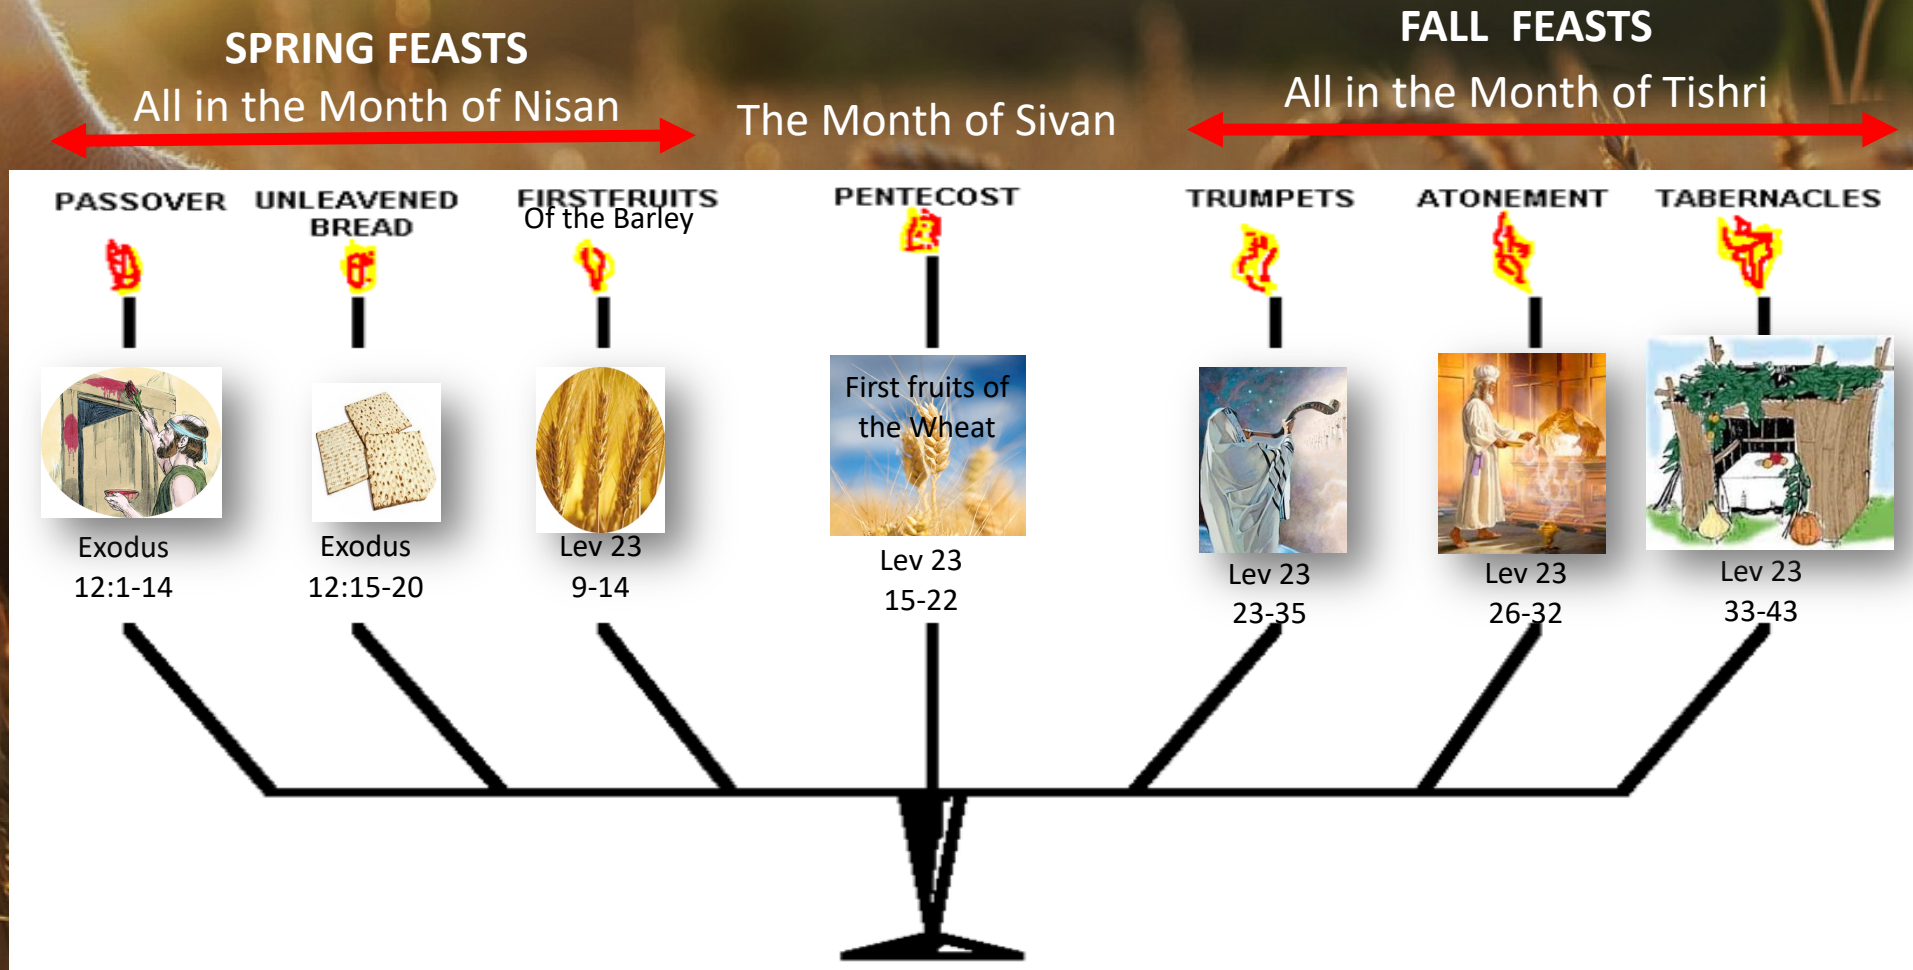 SPRING FEASTS
All in the Month of Nisan
The Month of Sivan
FALL  FEASTS
All in the Month of Tishri
PASSOVER
UNLEAVENED
BREAD
FIRSTFRUITS
Of the Barley
PENTECOST
TRUMPETS
ATONEMENT
TABERNACLES
First fruits of
the Wheat
Exodus
12:1-14
Exodus
12:15-20
Lev 23
9-14
Lev 23
15-22
Lev 23
23-35
Lev 23
26-32
Lev 23
33-43